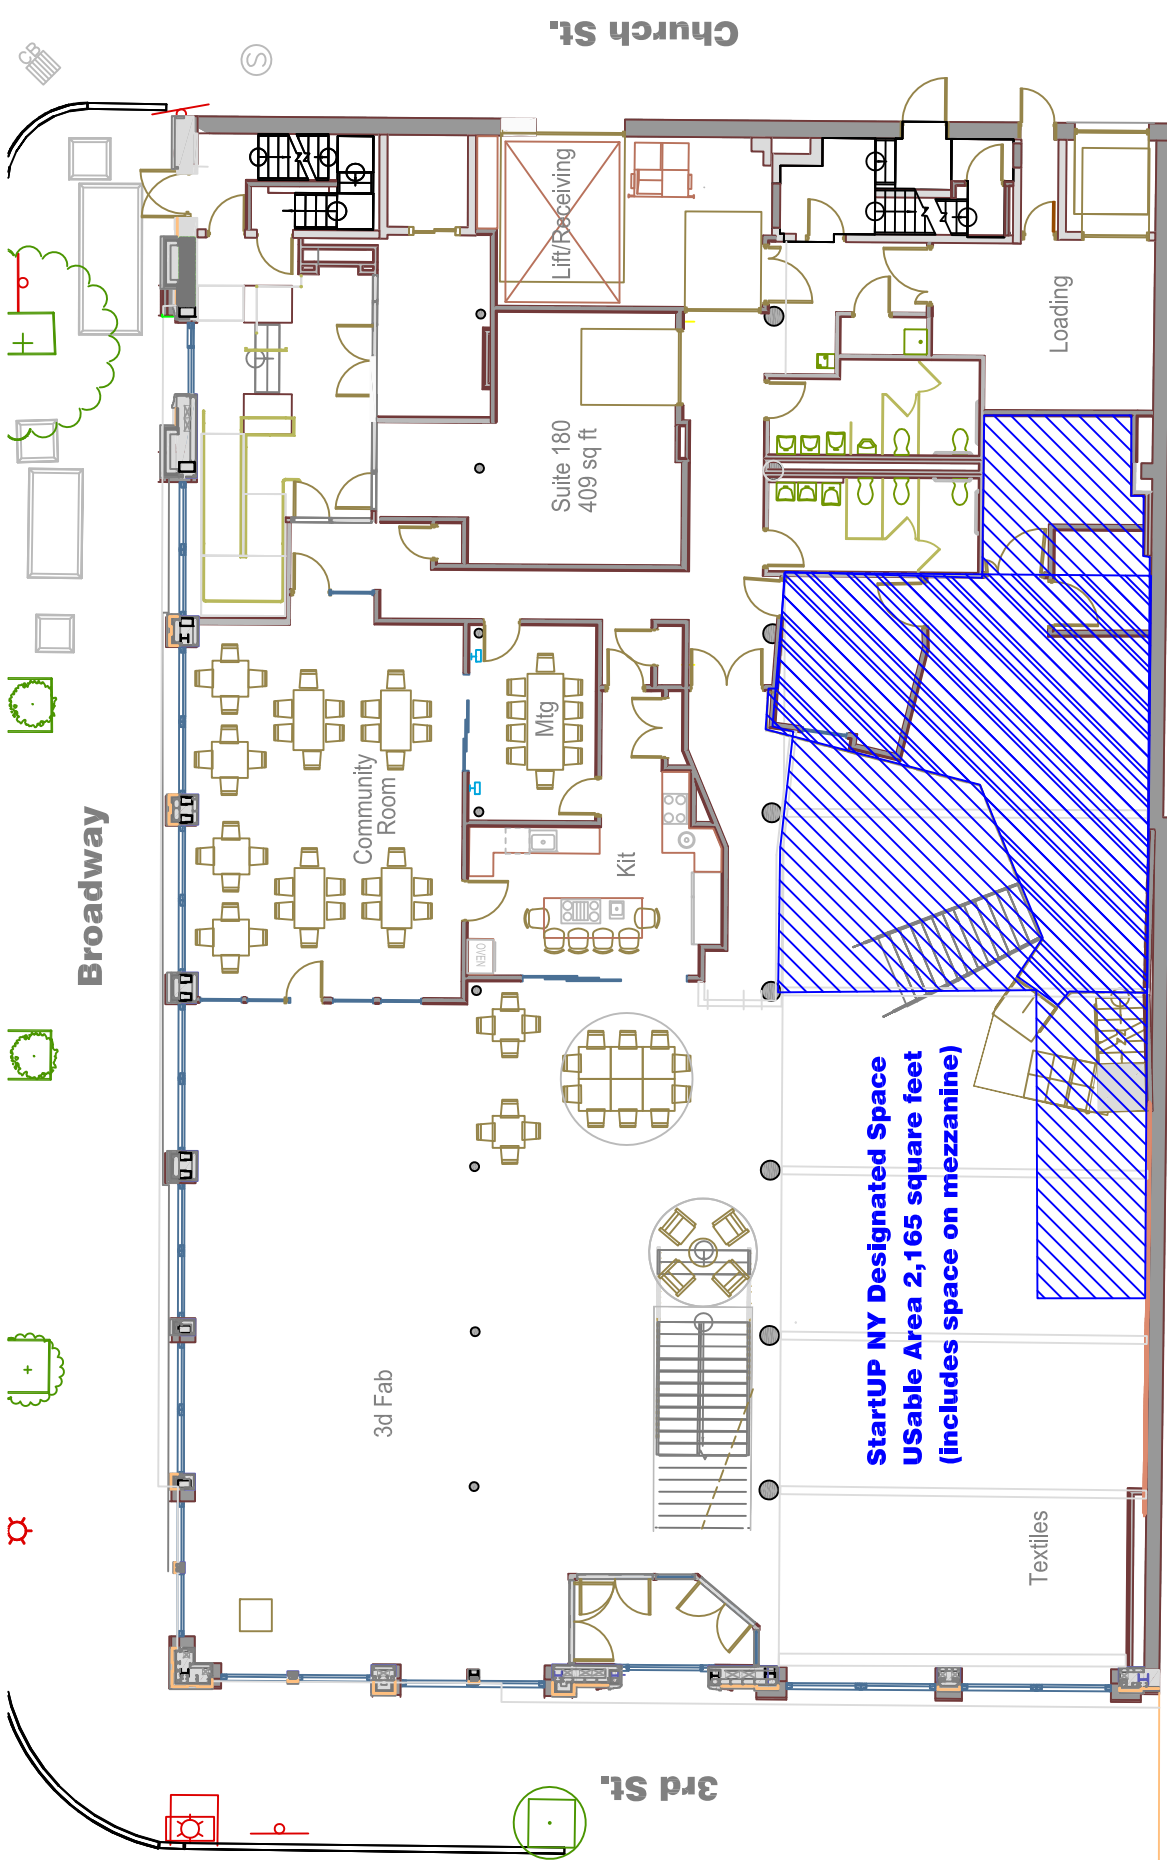 Church St.
CB
S
Lift/Receiving
Loading
Suite 180
409 sq ft
Broadway
Community
Room
Mtg
Kit
OVEN
StartUP NY Designated Space
USable Area 2,165 square feet
(includes space on mezzanine)
3d Fab
Textiles
3rd St.